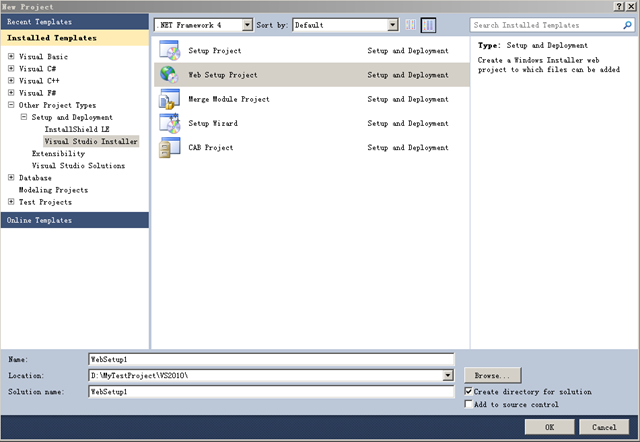 New Project
Recent Templates
.NET Framework 4
Sort by:
Default
Search Installed Templates
Installed Templates
Visual Basic
Visual C#
Visual C++
Visual F#
Other Project Types
Setup and Deployment
InstallShield LE
Visual Studio Installer
Extensibility
Visual Studio Solutions
Database
Modeling Projects
Test Projects
Online Templates
Setup Project Setup and Deployment
Web Setup Project Setup and Deployment
Merge Module Project Setup and Deployment
Setup Wizard Setup and Deployment
CAB Project Setup and Deployment
Type: Setup and Deployment
Create a Windows Installer web
project to which files can be added
Name: WebSetup1
Location: D:\MyTestProject\VS2010\
Browse...
Solution name: WebSetup1
Create directory for solution
Add to source control
OK
Cancel